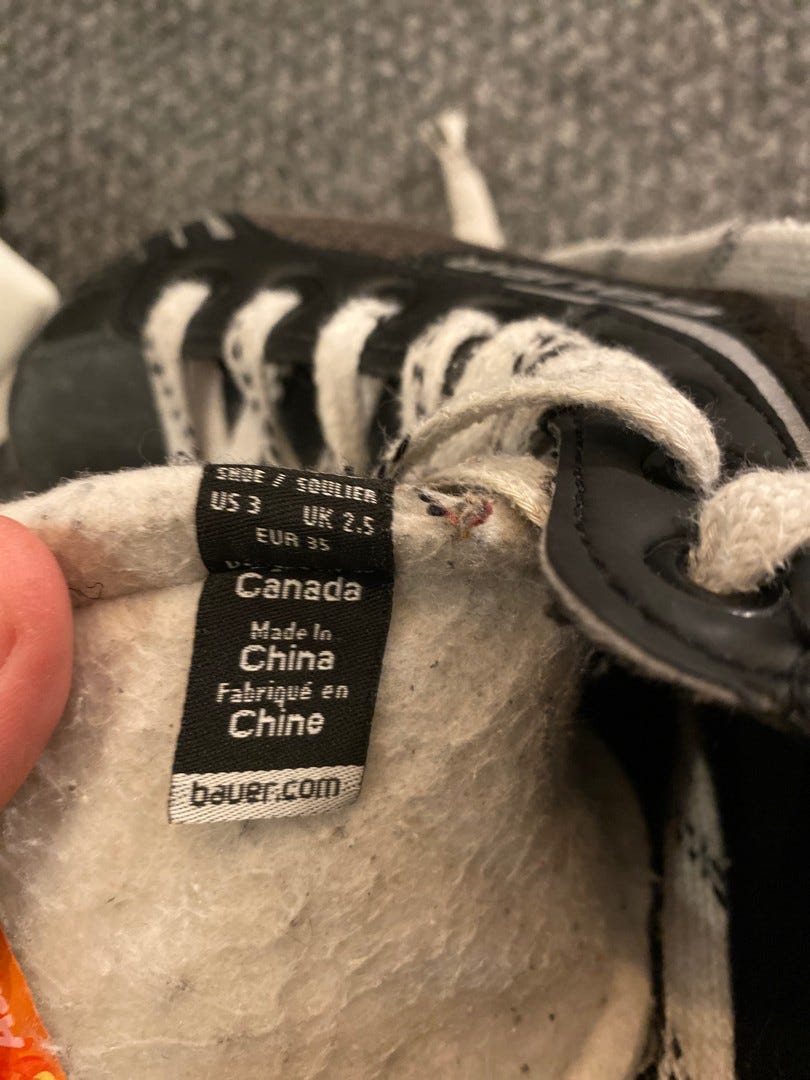 SHOE / SOULIER
US 3 UK 2.5
EUR 35
Canada
Made In
China
Fabriqué en
Chine
bauer.com